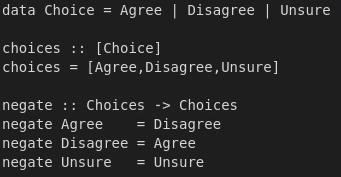 data Choice = Agree | Disagree | Unsure

choices :: [Choice]
choices = [Agree,Disagree,Unsure]

negate :: Choices -> Choices
negate Agree    = Disagree
negate Disagree = Agree
negate Unsure   = Unsure